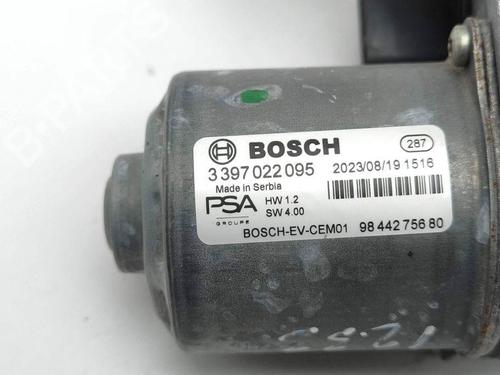 BOSCH
287
3 397 022 095 2023/08/19 1516
Made in Serbia
PSA
GROUPE
HW 1.2
SW 4.00
BOSCH-EV-CEM01 98 442 756 80